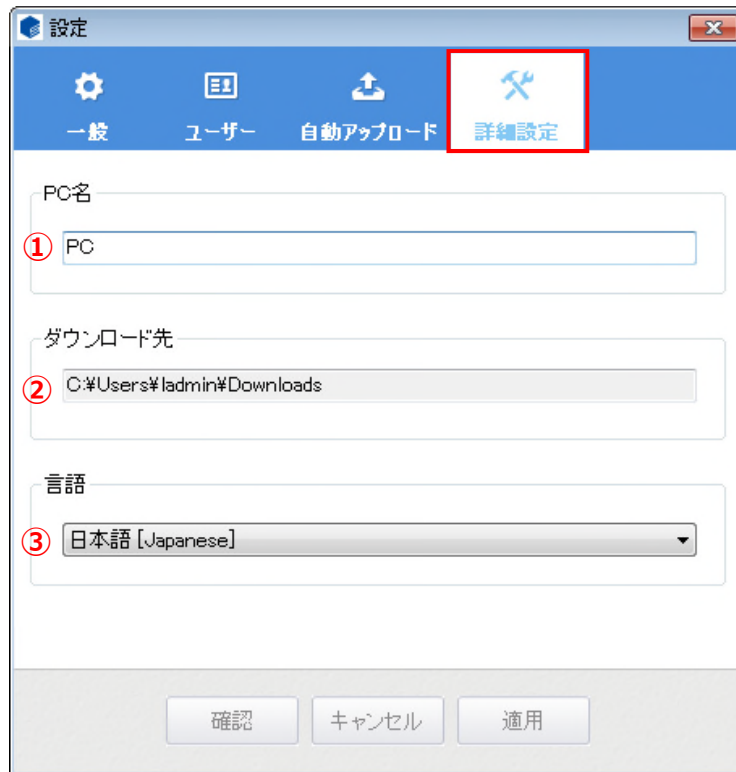 設定
一般
ユーザー
自動アップロード
詳細設定
PC名
① PC
ダウンロード先
② C:¥Users¥ladmin¥Downloads
言語
③ 日本語 [Japanese]
確認
キャンセル
適用